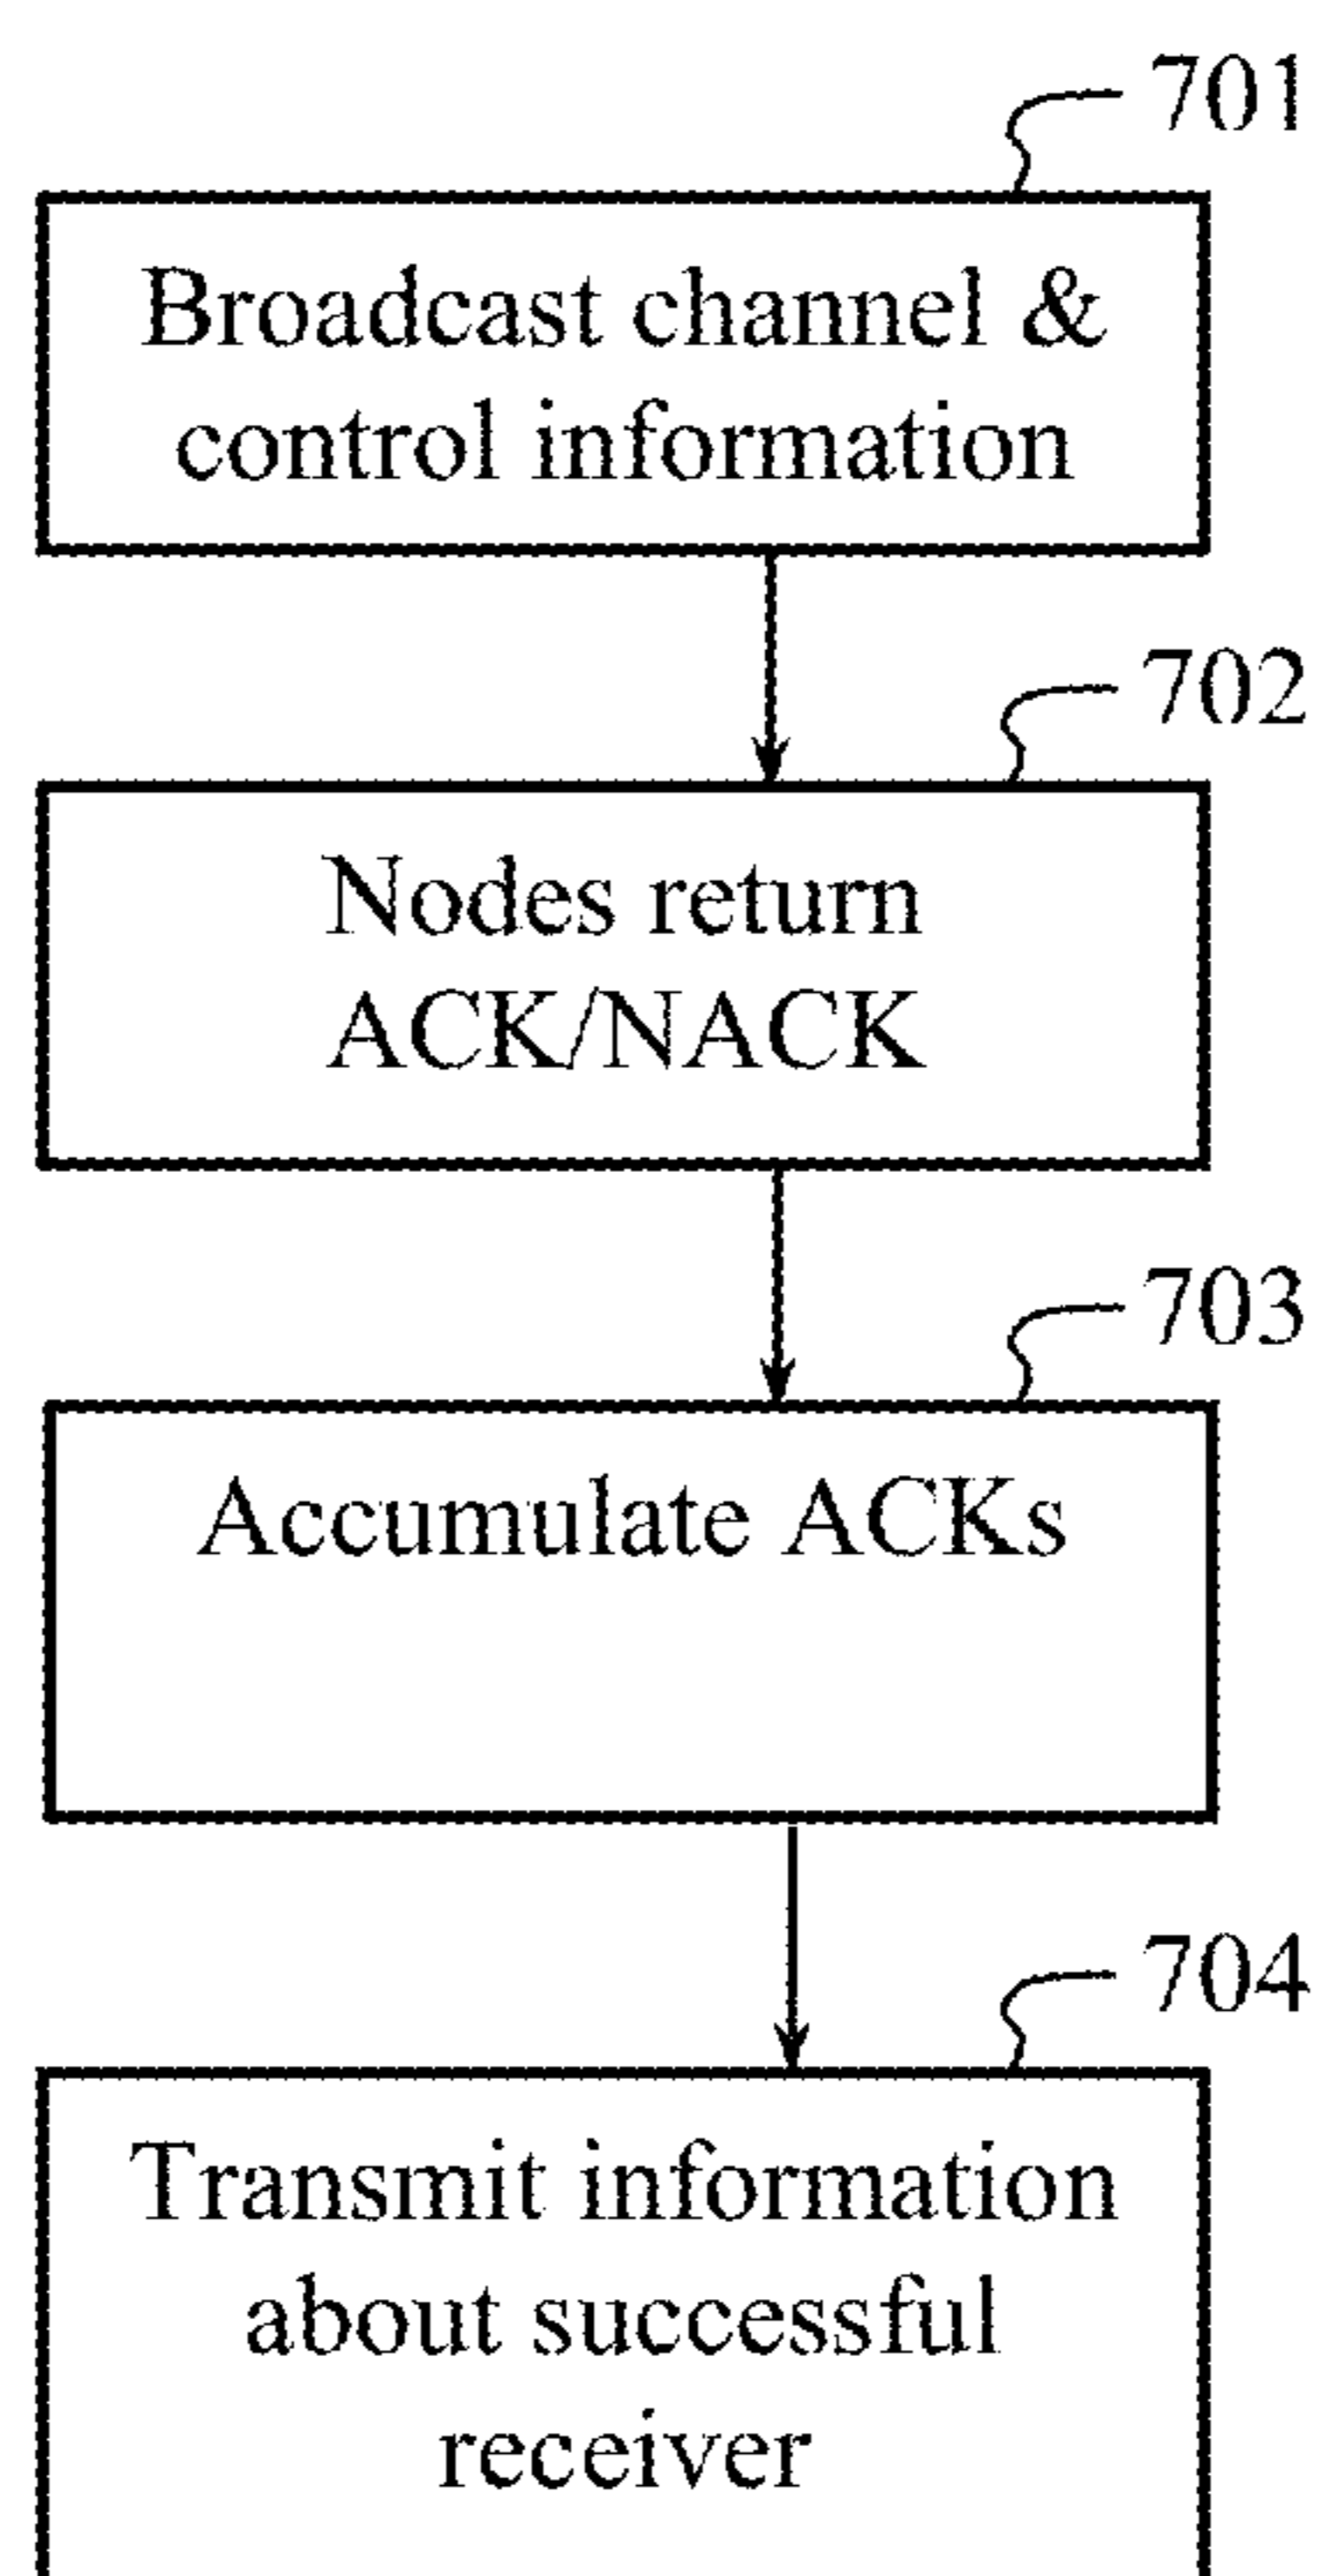 701
Broadcast channel &
control information
702
Nodes return
ACK/NACK
703
Accumulate ACKs
704
Transmit information
about successful
receiver